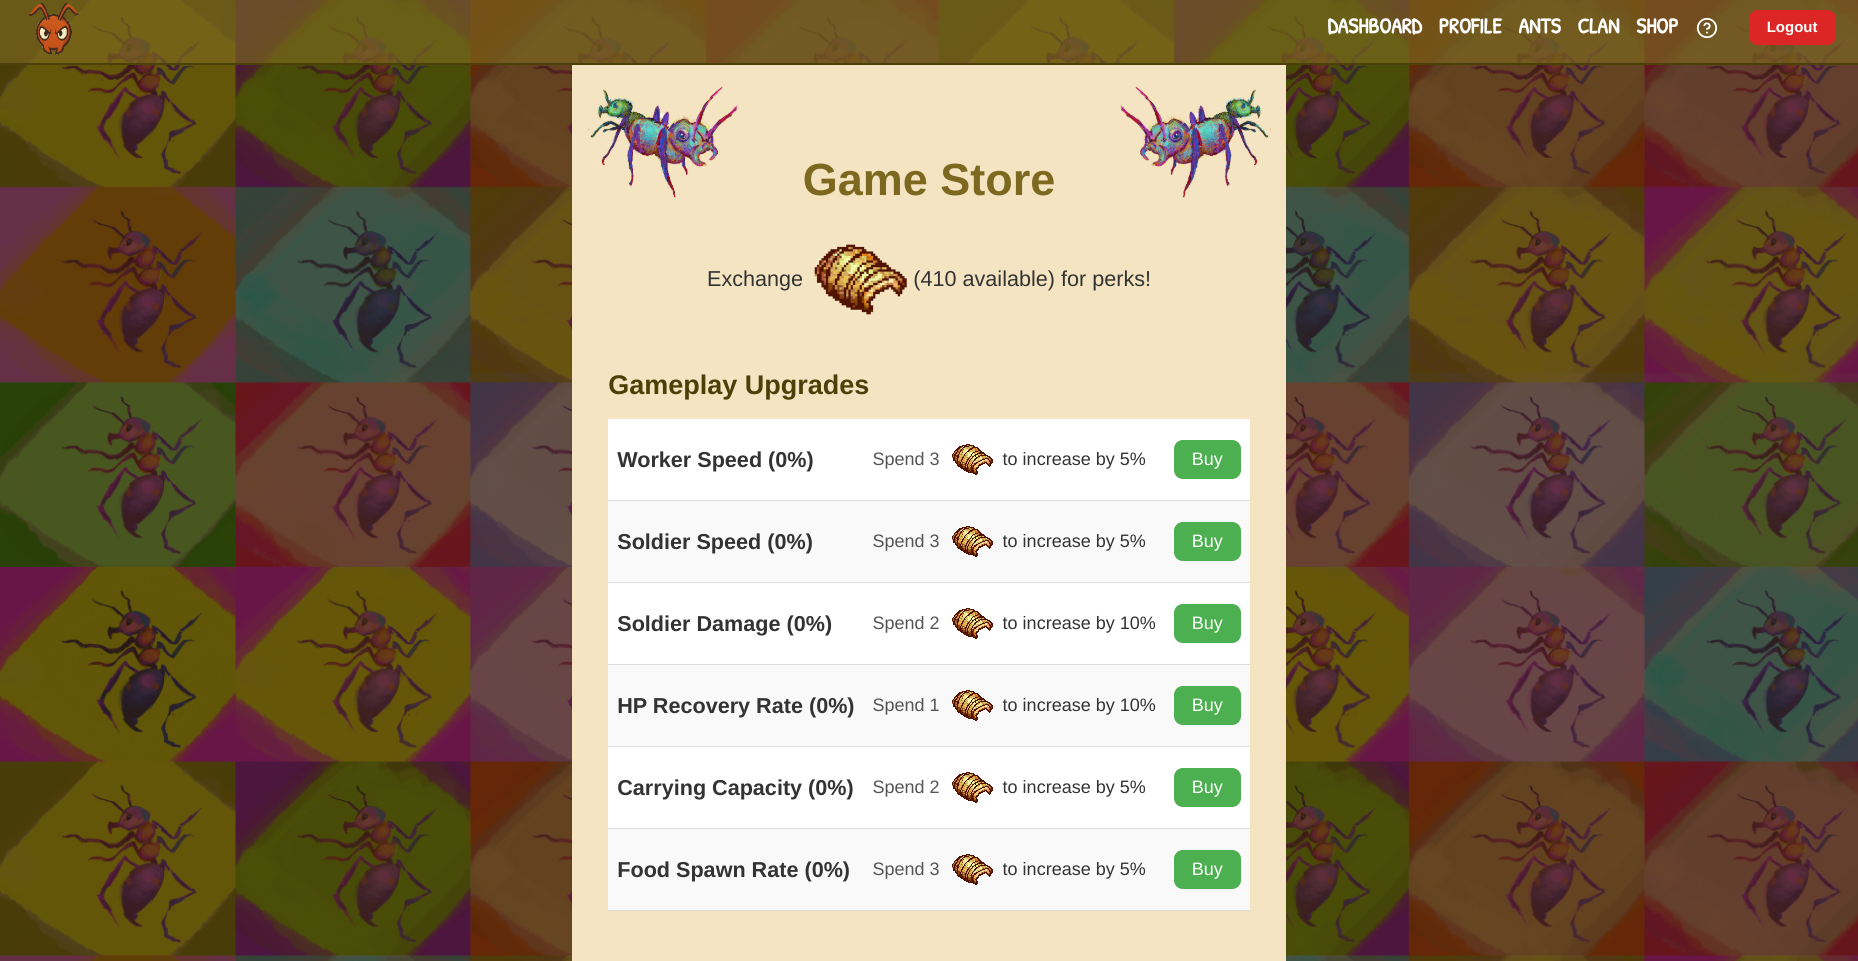 DASHBOARD PROFILE ANTS CLAN SHOP ? Logout
Game Store
Exchange (410 available) for perks!
Gameplay Upgrades
Worker Speed (0%) Spend 3 to increase by 5% Buy
Soldier Speed (0%) Spend 3 to increase by 5% Buy
Soldier Damage (0%) Spend 2 to increase by 10% Buy
HP Recovery Rate (0%) Spend 1 to increase by 10% Buy
Carrying Capacity (0%) Spend 2 to increase by 5% Buy
Food Spawn Rate (0%) Spend 3 to increase by 5% Buy